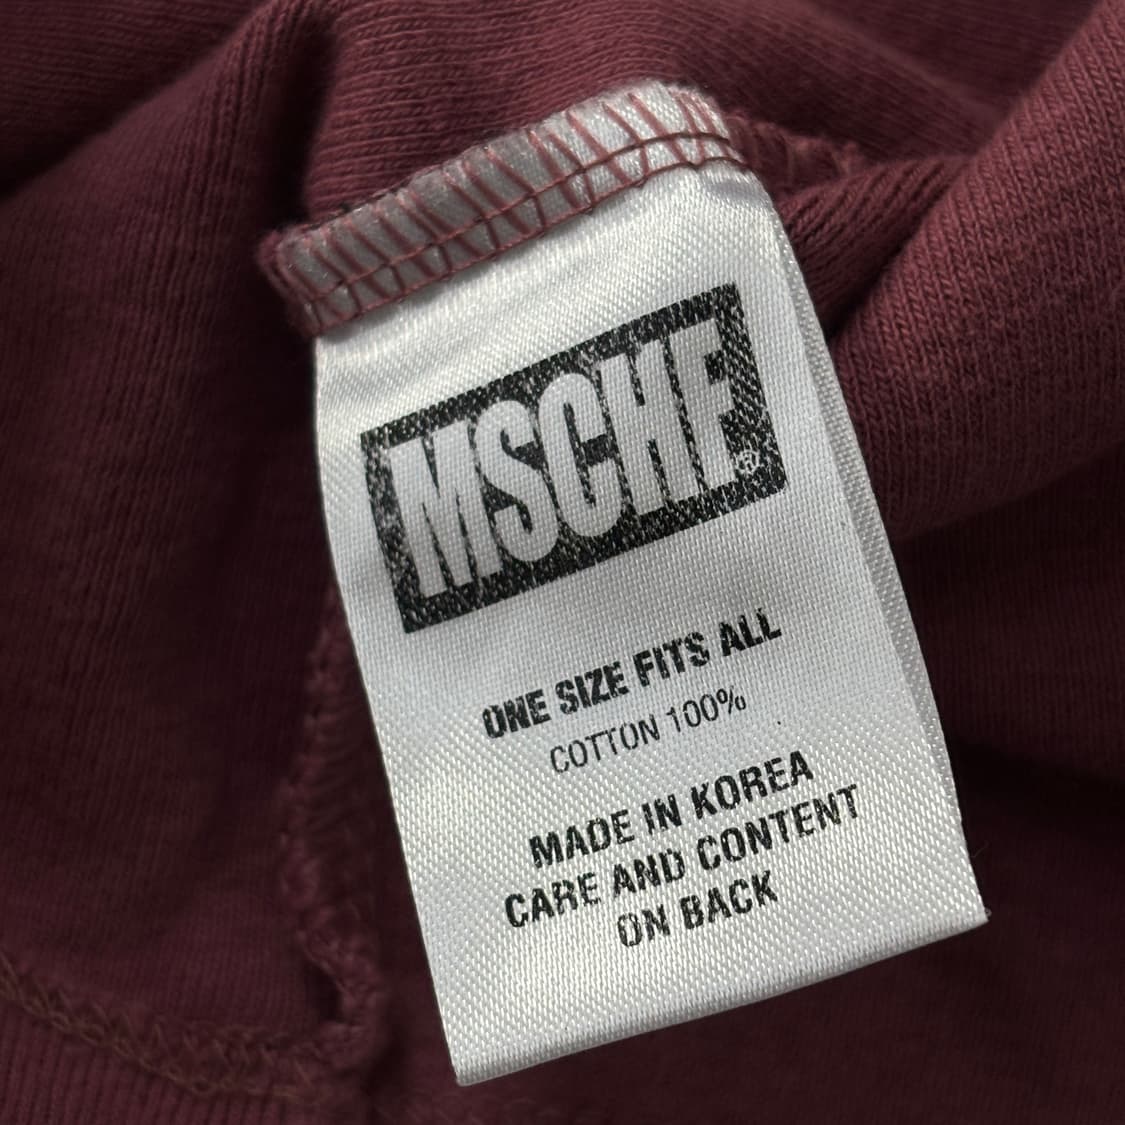 MSCHF®
ONE SIZE FITS ALL
COTTON 100%
MADE IN KOREA
CARE AND CONTENT
ON BACK